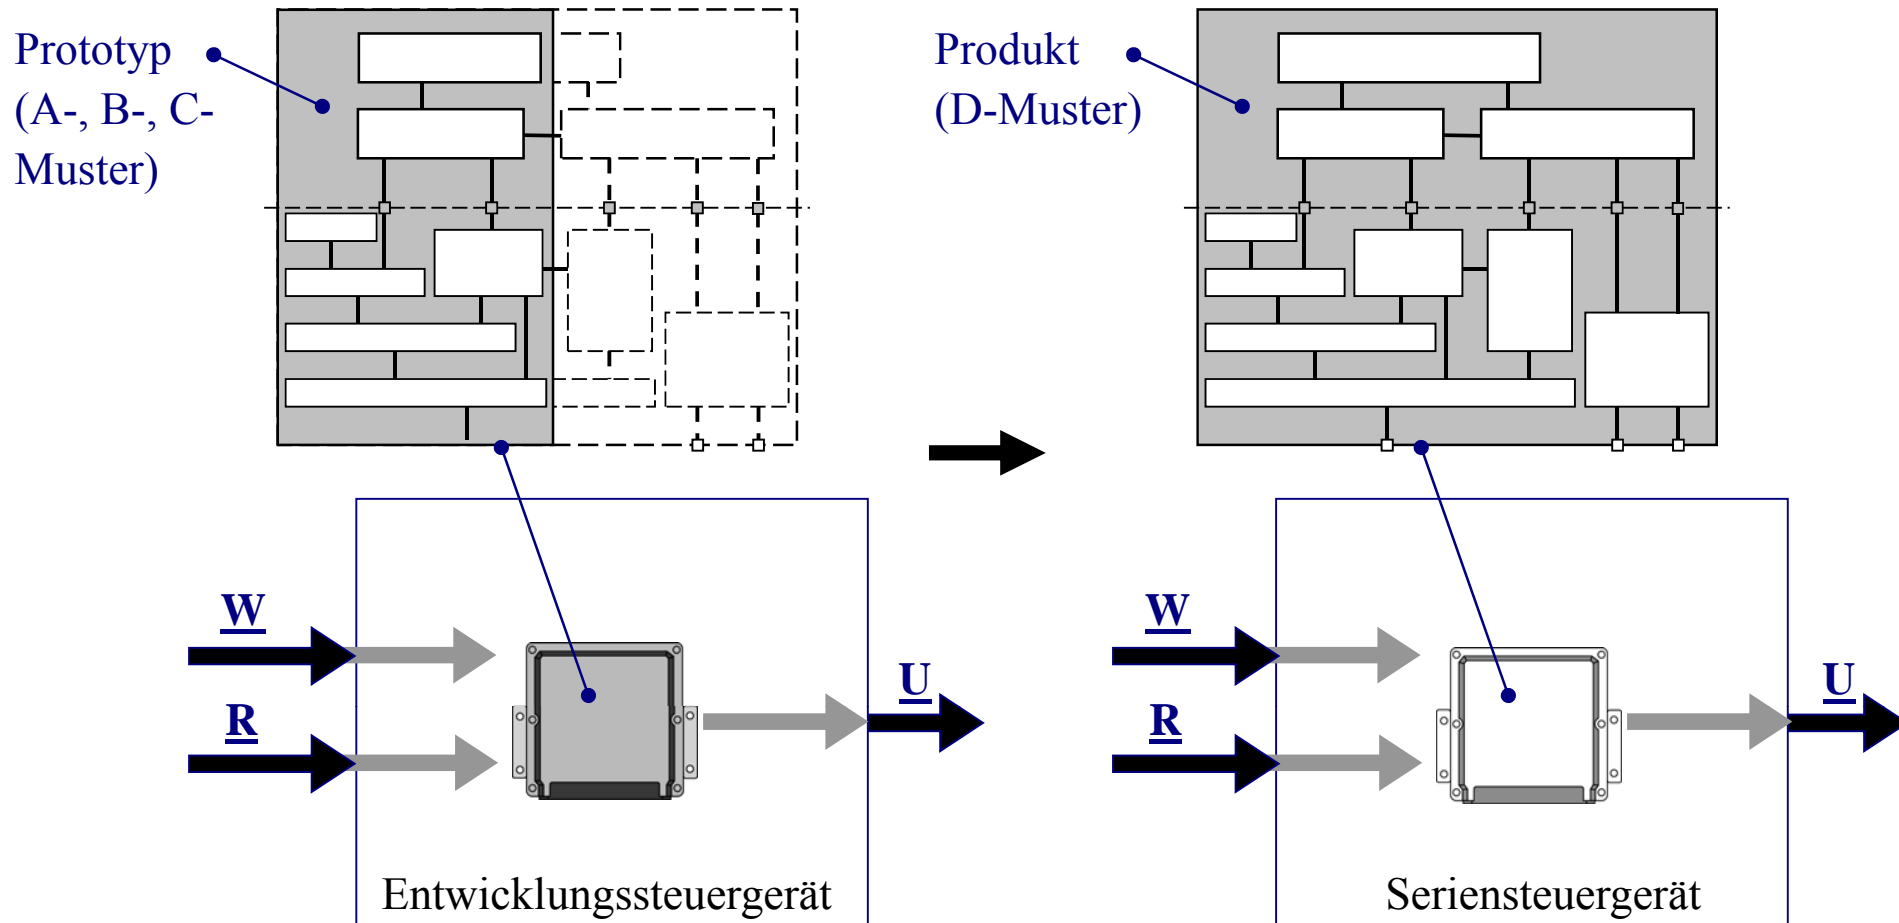 Prototyp
(A-, B-, C-
Muster)
Produkt
(D-Muster)
W
R
U
W
R
U
Entwicklungssteuergerät
Seriensteuergerät